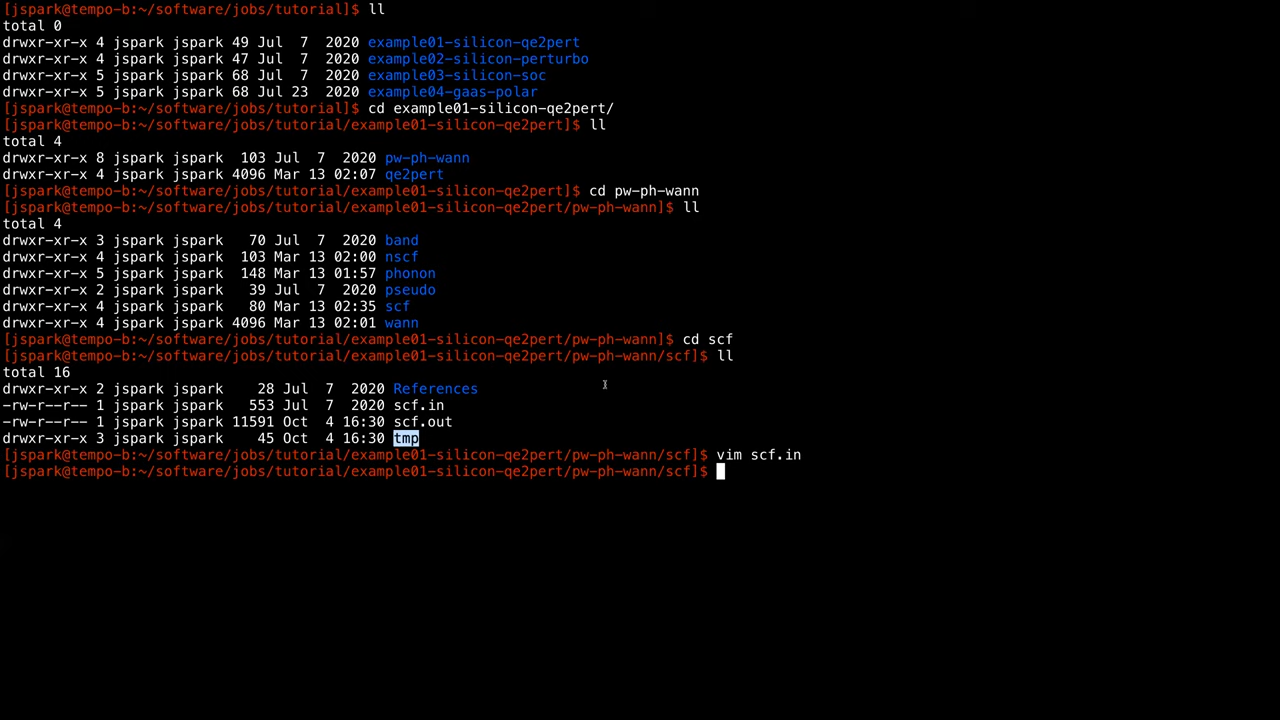 [jspark@tempo-b:~/software/jobs/tutorial]$ ll
total 0
drwxr-xr-x 4 jspark jspark 49 Jul  7  2020 example01-silicon-qe2pert
drwxr-xr-x 4 jspark jspark 47 Jul  7  2020 example02-silicon-perturbo
drwxr-xr-x 5 jspark jspark 68 Jul  7  2020 example03-silicon-soc
drwxr-xr-x 5 jspark jspark 68 Jul 23  2020 example04-gaas-polar
[jspark@tempo-b:~/software/jobs/tutorial]$ cd example01-silicon-qe2pert/
[jspark@tempo-b:~/software/jobs/tutorial/example01-silicon-qe2pert]$ ll
total 4
drwxr-xr-x 8 jspark jspark  103 Jul  7  2020 pw-ph-wann
drwxr-xr-x 4 jspark jspark 4096 Mar 13 02:07 qe2pert
[jspark@tempo-b:~/software/jobs/tutorial/example01-silicon-qe2pert]$ cd pw-ph-wann
[jspark@tempo-b:~/software/jobs/tutorial/example01-silicon-qe2pert/pw-ph-wann]$ ll
total 4
drwxr-xr-x 3 jspark jspark   70 Jul  7  2020 band
drwxr-xr-x 4 jspark jspark  103 Mar 13 02:00 nscf
drwxr-xr-x 5 jspark jspark  148 Mar 13 01:57 phonon
drwxr-xr-x 2 jspark jspark   39 Jul  7  2020 pseudo
drwxr-xr-x 4 jspark jspark   80 Mar 13 02:35 scf
drwxr-xr-x 4 jspark jspark 4096 Mar 13 02:01 wann
[jspark@tempo-b:~/software/jobs/tutorial/example01-silicon-qe2pert/pw-ph-wann]$ cd scf
[jspark@tempo-b:~/software/jobs/tutorial/example01-silicon-qe2pert/pw-ph-wann/scf]$ ll
total 16
drwxr-xr-x 2 jspark jspark    28 Jul  7  2020 References
-rw-r--r-- 1 jspark jspark   553 Jul  7  2020 scf.in
-rw-r--r-- 1 jspark jspark 11591 Oct  4 16:30 scf.out
drwxr-xr-x 3 jspark jspark    45 Oct  4 16:30 tmp
[jspark@tempo-b:~/software/jobs/tutorial/example01-silicon-qe2pert/pw-ph-wann/scf]$ vim scf.in
[jspark@tempo-b:~/software/jobs/tutorial/example01-silicon-qe2pert/pw-ph-wann/scf]$